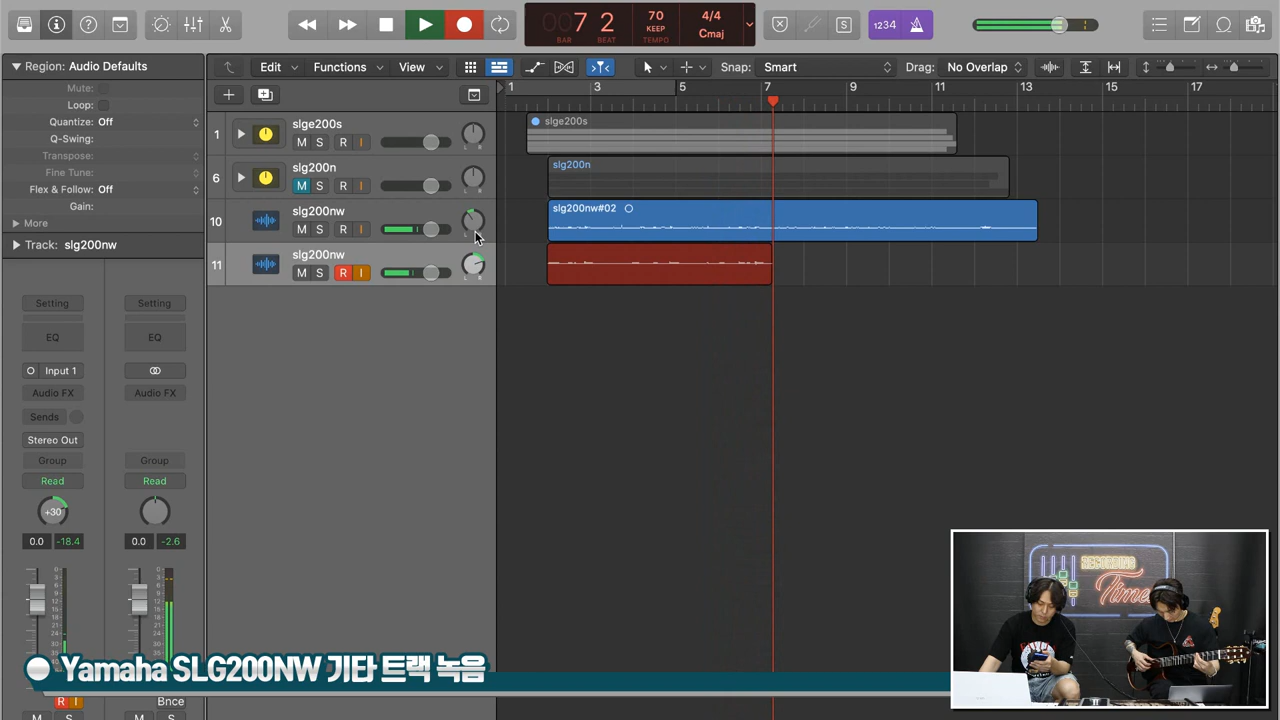 007 2
BAR BEAT
70
KEEP
TEMPO
4/4
Cmaj
S
1234
Region: Audio Defaults
Mute:
Loop:
Quantize: Off
Q-Swing:
Transpose:
Fine Tune:
Flex & Follow: Off
Gain:
More
Track: slg200nw
Edit Functions View
Snap: Smart
Drag: No Overlap
1 3 5 7 9 11 13 15 17
1 slge200s
M S R I
L R
slge200s
6 slg200n
M S R I
L R
slg200n
10 slg200nw
M S R I
L R
slg200nw#02
11 slg200nw
M S R I
L R
Setting Setting
EQ EQ
Input 1
Audio FX Audio FX
Sends
Stereo Out
Group Group
Read Read
+30
0.0 -18.4 0.0 -2.6
R I Bnce
M S M S
RECORDING
Time
Yamaha SLG200NW 기타 트랙 녹음